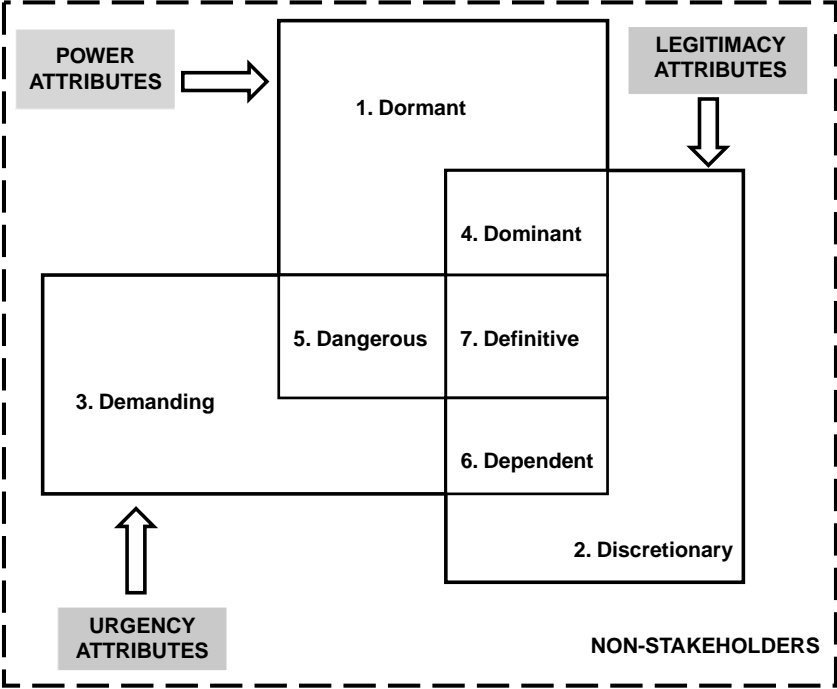 POWER
ATTRIBUTES
LEGITIMACY
ATTRIBUTES
1. Dormant
4. Dominant
5. Dangerous
7. Definitive
3. Demanding
6. Dependent
2. Discretionary
URGENCY
ATTRIBUTES
NON-STAKEHOLDERS